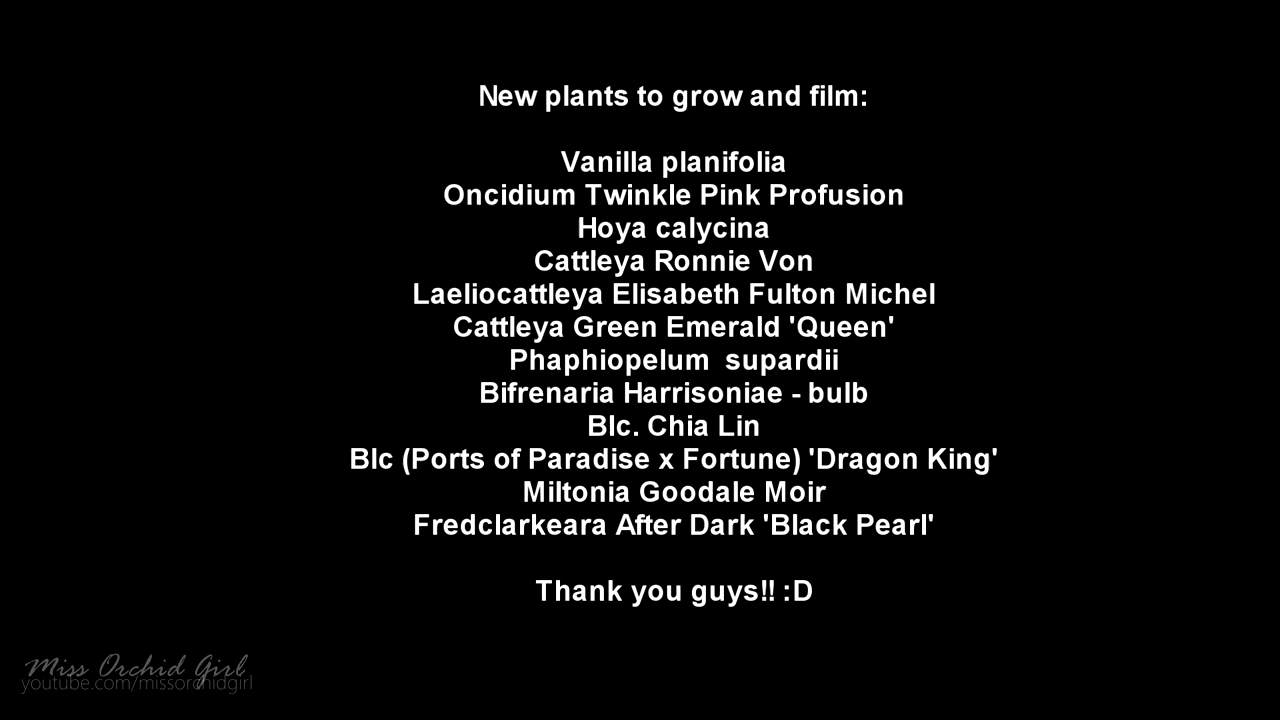 New plants to grow and film:
Vanilla planifolia
Oncidium Twinkle Pink Profusion
Hoya calycina
Cattleya Ronnie Von
Laeliocattleya Elisabeth Fulton Michel
Cattleya Green Emerald 'Queen'
Phaphiopelum  supardii
Bifrenaria Harrisoniae - bulb
Blc. Chia Lin
Blc (Ports of Paradise x Fortune) 'Dragon King'
Miltonia Goodale Moir
Fredclarkeara After Dark 'Black Pearl'
Thank you guys!! :D
Miss Orchid Girl
youtube.com/missorchidgirl